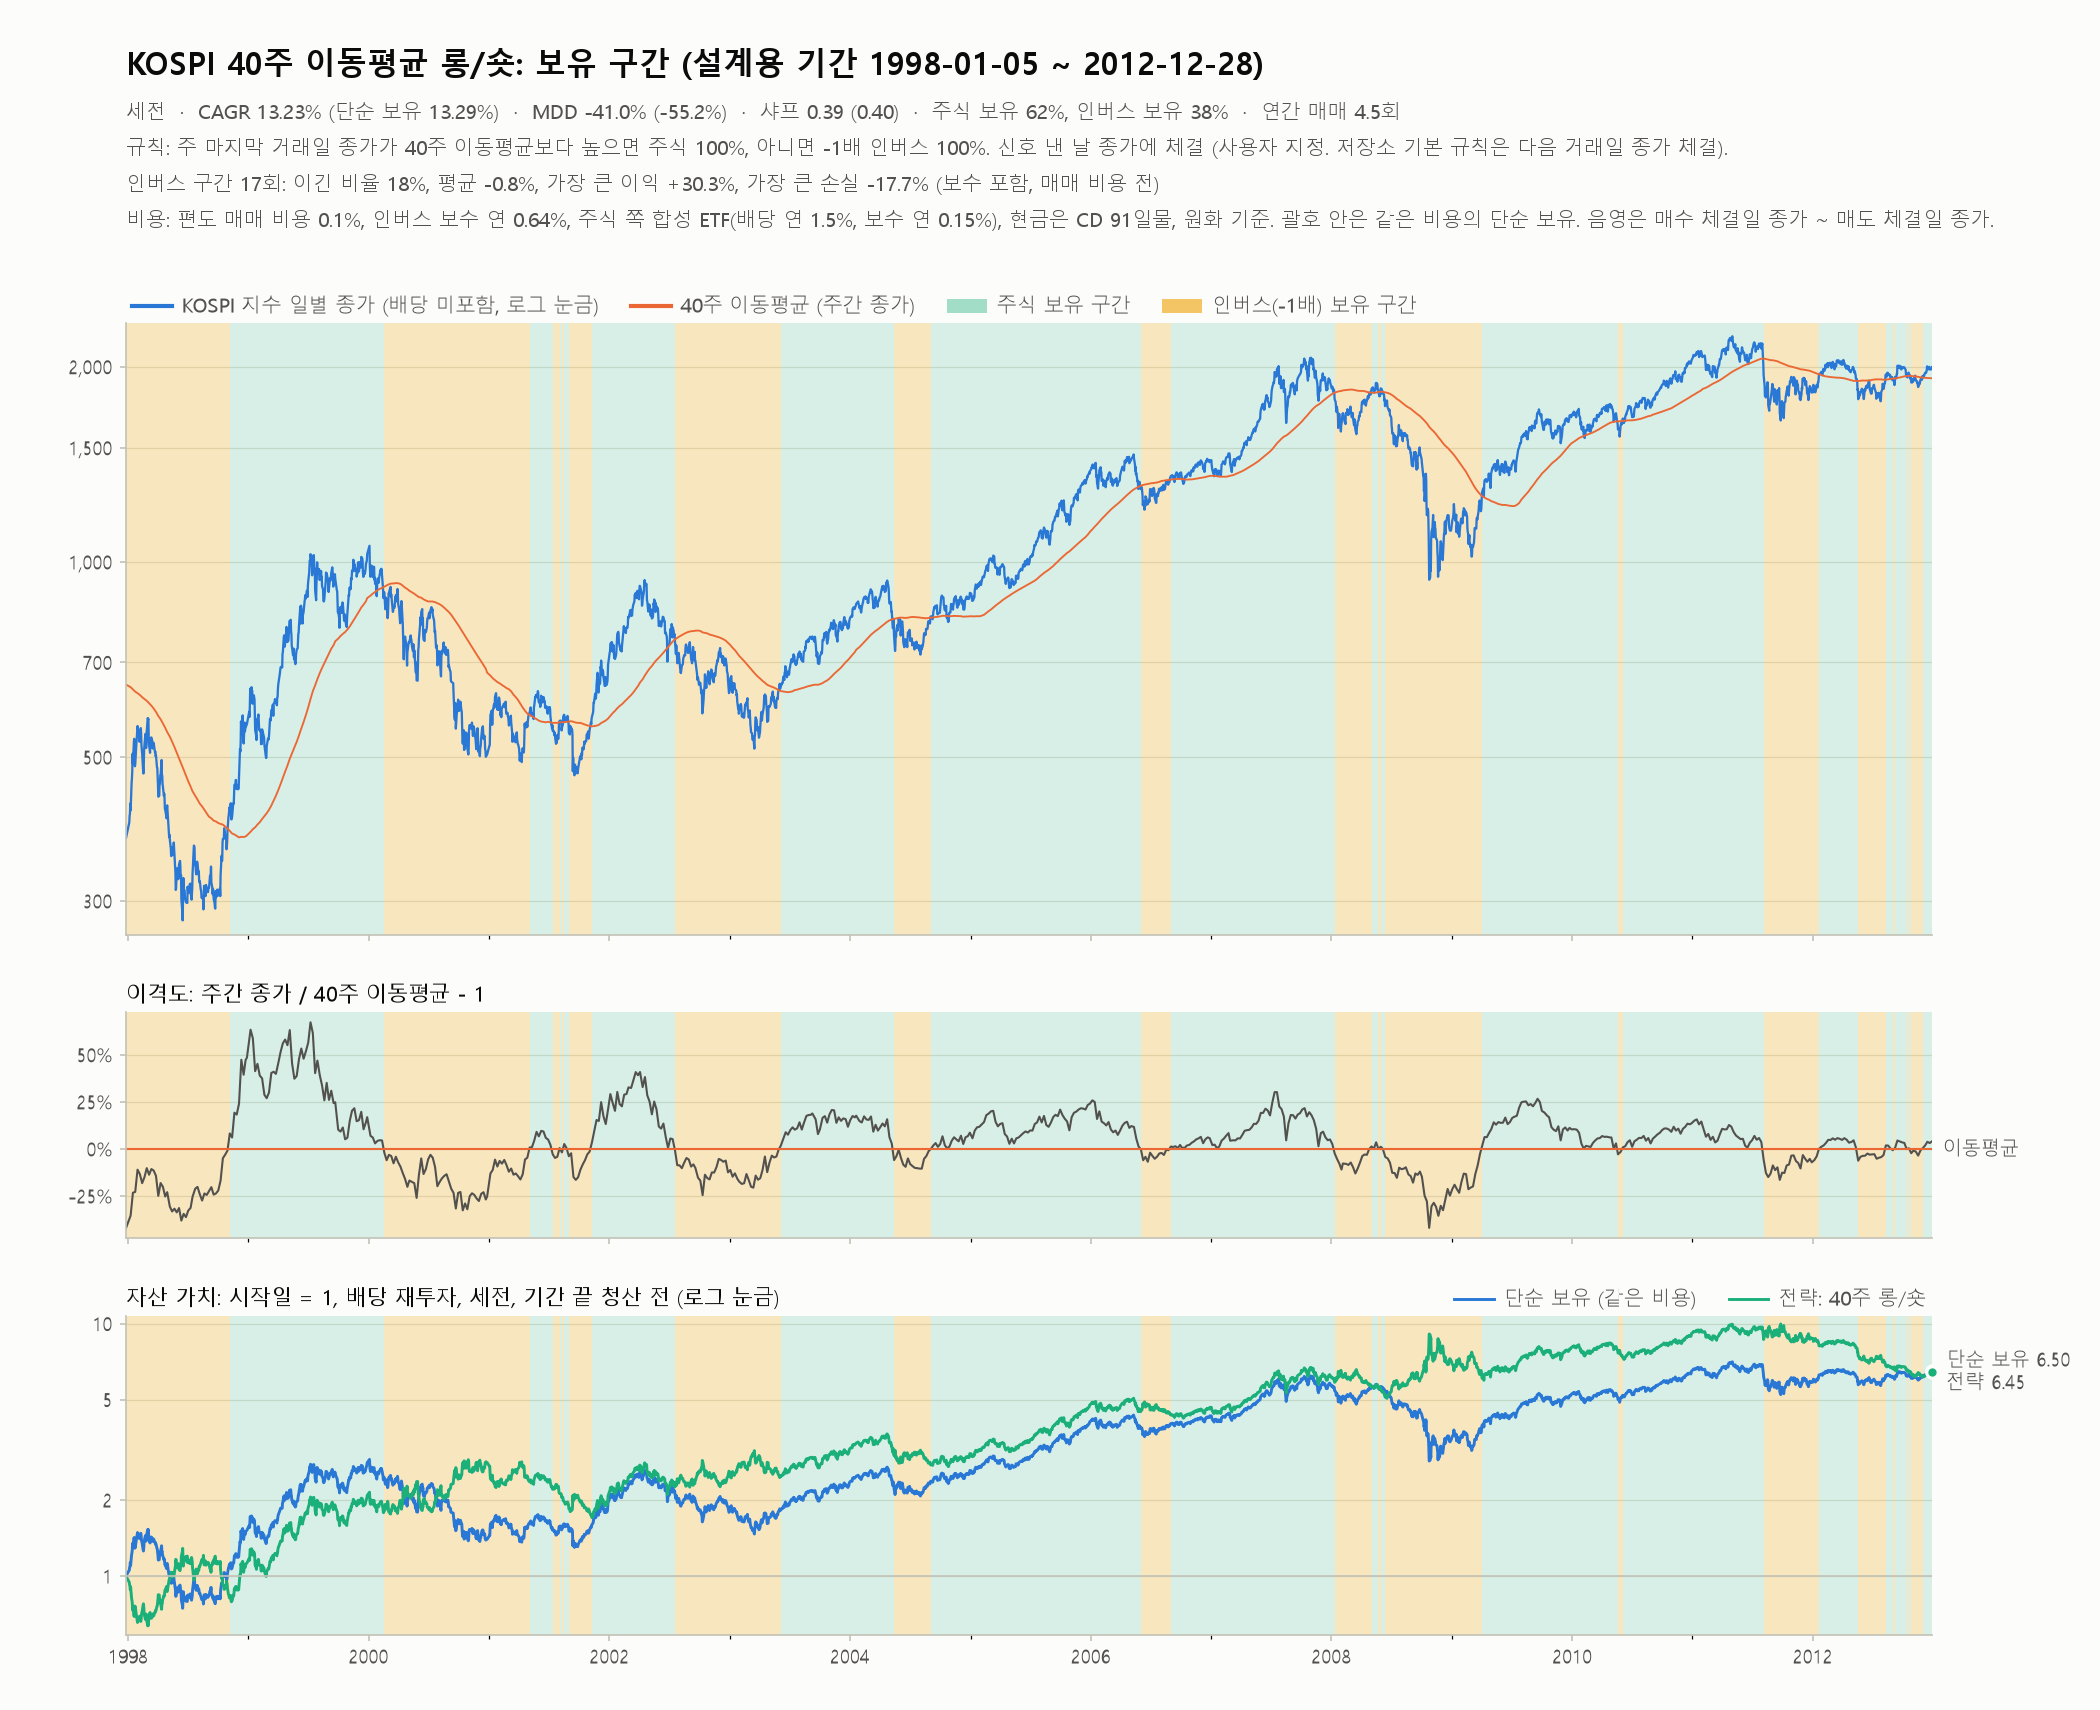 KOSPI 40주 이동평균 롱/숏: 보유 구간 (설계용 기간 1998-01-05 ~ 2012-12-28)
세전 · CAGR 13.23% (단순 보유 13.29%) · MDD -41.0% (-55.2%) · 샤프 0.39 (0.40) · 주식 보유 62%, 인버스 보유 38% · 연간 매매 4.5회
규칙: 주 마지막 거래일 종가가 40주 이동평균보다 높으면 주식 100%, 아니면 -1배 인버스 100%. 신호 낸 날 종가에 체결 (사용자 지정. 저장소 기본 규칙은 다음 거래일 종가 체결).
인버스 구간 17회: 이긴 비율 18%, 평균 -0.8%, 가장 큰 이익 +30.3%, 가장 큰 손실 -17.7% (보수 포함, 매매 비용 전)
비용: 편도 매매 비용 0.1%, 인버스 보수 연 0.64%, 주식 쪽 합성 ETF(배당 연 1.5%, 보수 연 0.15%), 현금은 CD 91일물, 원화 기준. 괄호 안은 같은 비용의 단순 보유. 음영은 매수 체결일 종가 ~ 매도 체결일 종가.
KOSPI 지수 일별 종가 (배당 미포함, 로그 눈금)
40주 이동평균 (주간 종가)
주식 보유 구간
인버스(-1배) 보유 구간
2,000
1,500
1,000
700
500
300
이격도: 주간 종가 / 40주 이동평균 - 1
50%
25%
0%
-25%
이동평균
자산 가치: 시작일 = 1, 배당 재투자, 세전, 기간 끝 청산 전 (로그 눈금)
단순 보유 (같은 비용)
전략: 40주 롱/숏
10
5
2
1
단순 보유 6.50
전략 6.45
1998
2000
2002
2004
2006
2008
2010
2012